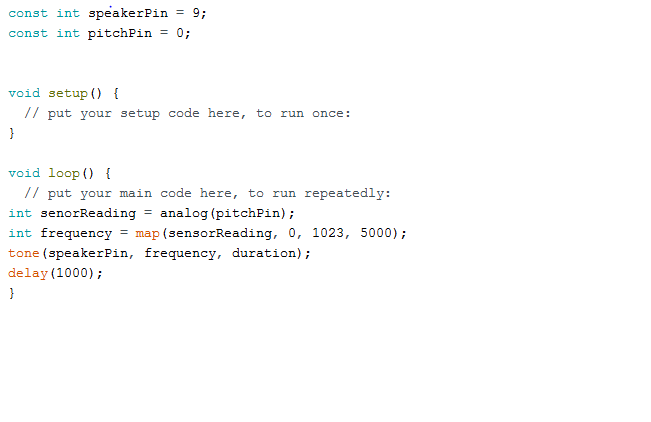 const int speakerPin = 9;
const int pitchPin = 0;
void setup() {
// put your setup code here, to run once:
}
void loop() {
// put your main code here, to run repeatedly:
int senorReading = analog(pitchPin);
int frequency = map(sensorReading, 0, 1023, 5000);
tone(speakerPin, frequency, duration);
delay(1000);
}